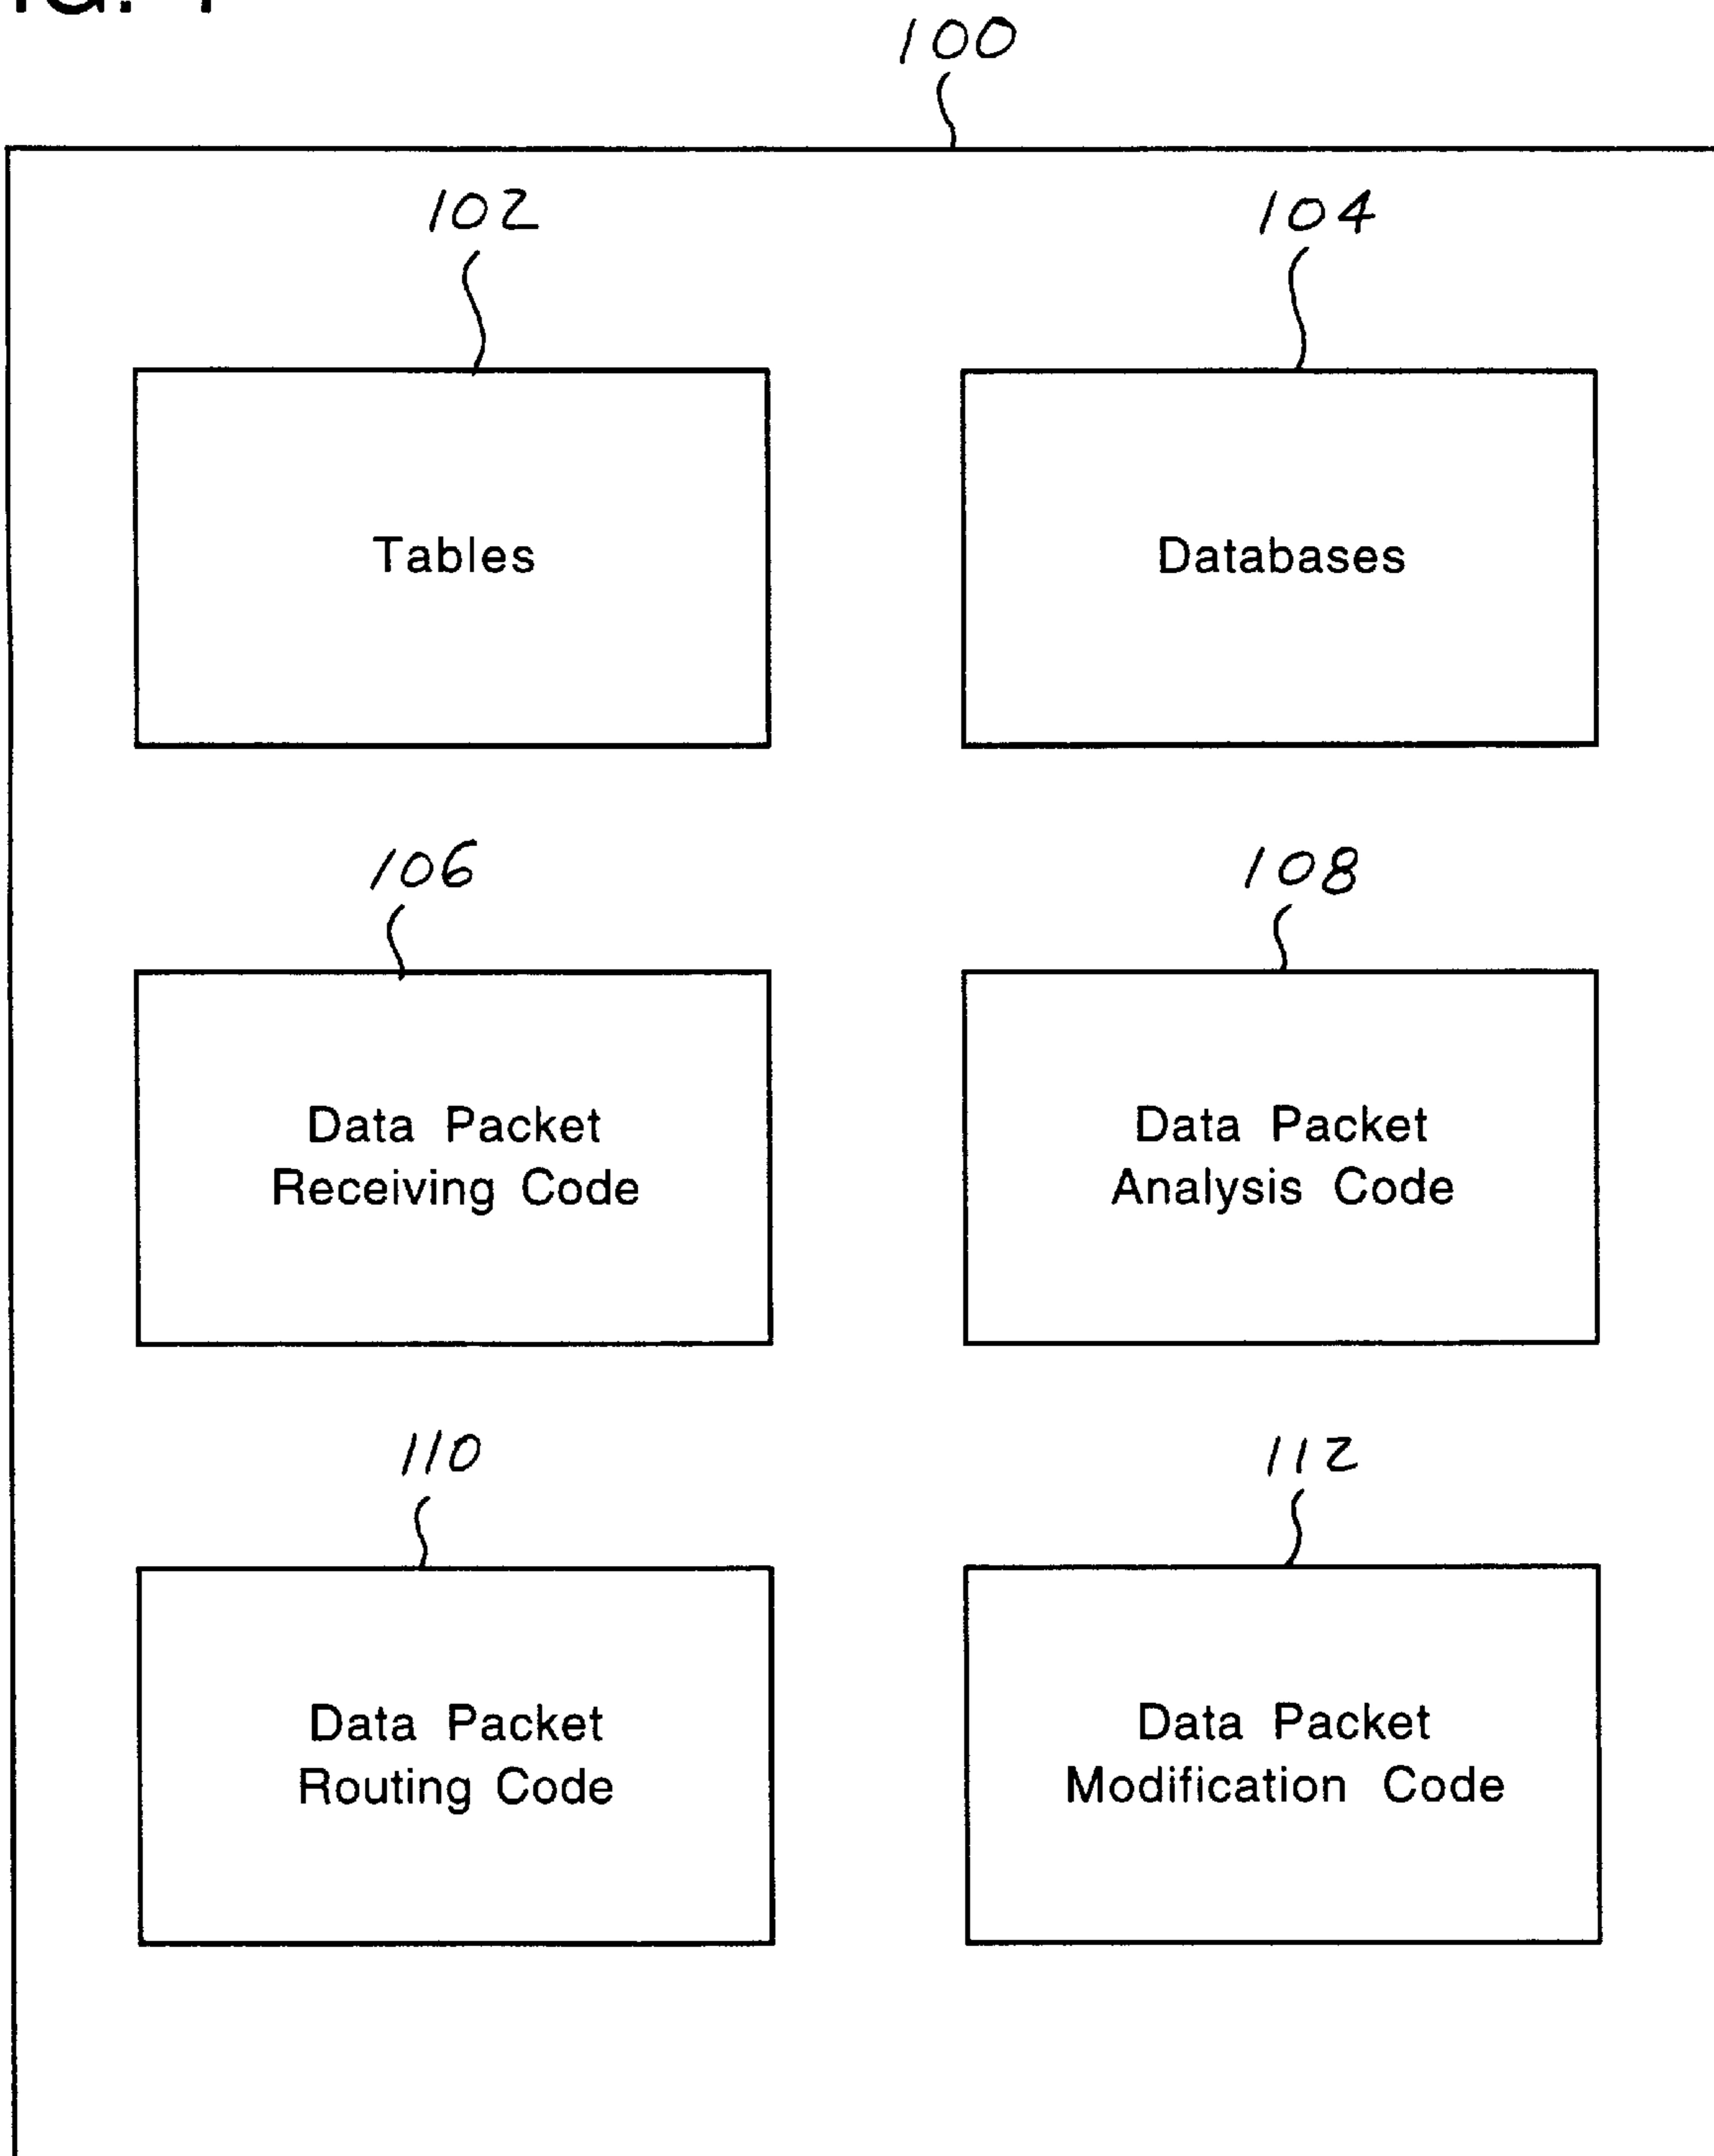 100
102
104
Tables
Databases
106
108
Data Packet
Receiving Code
Data Packet
Analysis Code
110
112
Data Packet
Routing Code
Data Packet
Modification Code